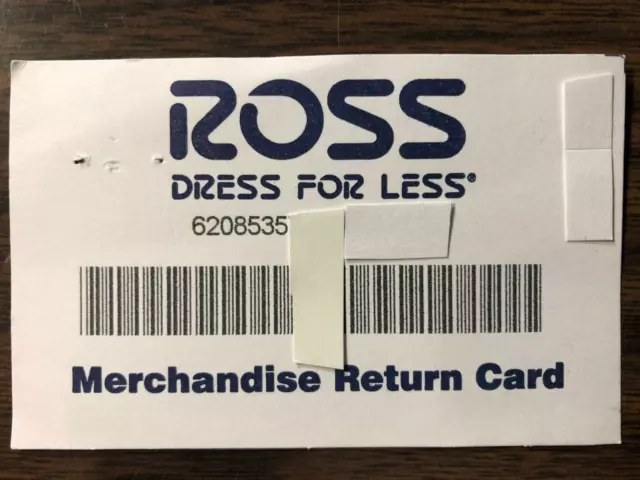 ROSS
DRESS FOR LESS®
6208535
Merchandise Return Card